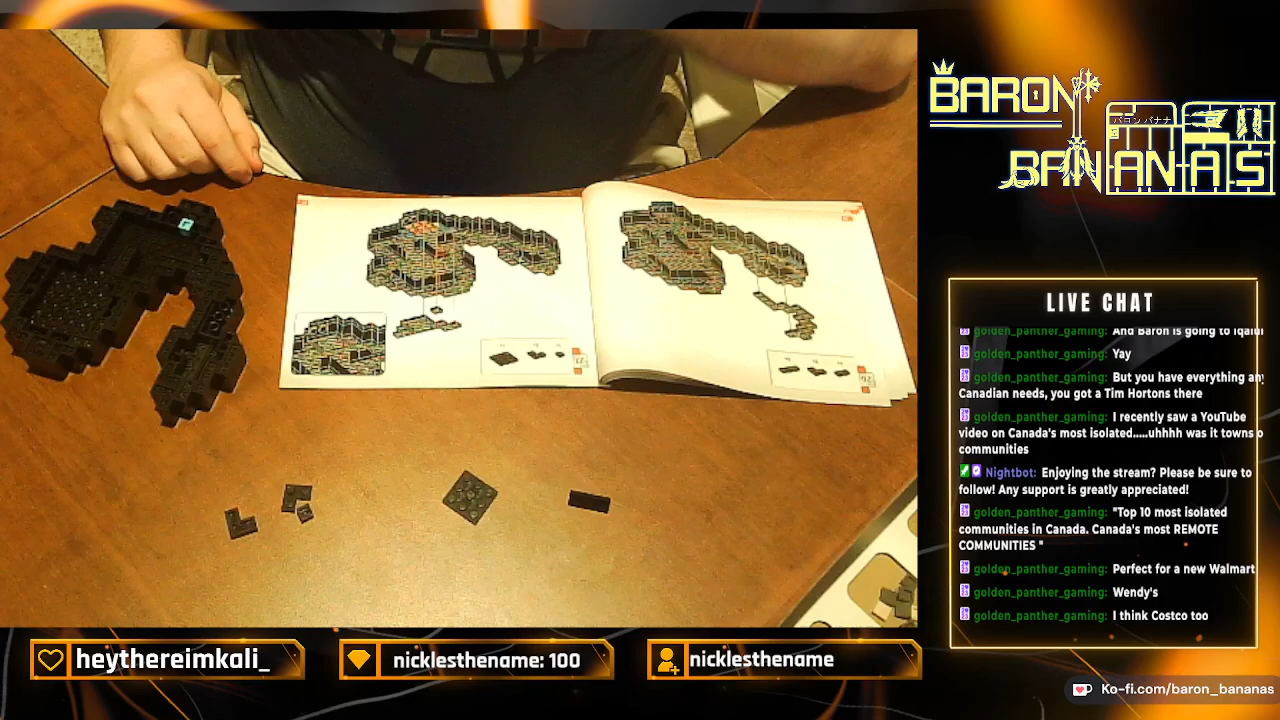 BARON
バロンバナナ
BANANAS
LIVE CHAT
golden_panther_gaming: And Baron is going to Iqalui
golden_panther_gaming: Yay
golden_panther_gaming: But you have everything any
Canadian needs, you got a Tim Hortons there
golden_panther_gaming: I recently saw a YouTube
video on Canada's most isolated.....uhhhh was it towns o
communities
Nightbot: Enjoying the stream? Please be sure to
follow! Any support is greatly appreciated!
golden_panther_gaming: "Top 10 most isolated
communities in Canada. Canada's most REMOTE
COMMUNITIES "
golden_panther_gaming: Perfect for a new Walmart
golden_panther_gaming: Wendy's
golden_panther_gaming: I think Costco too
heythereimkali_
nicklesthename: 100
nicklesthename
Ko-fi.com/baron_bananas